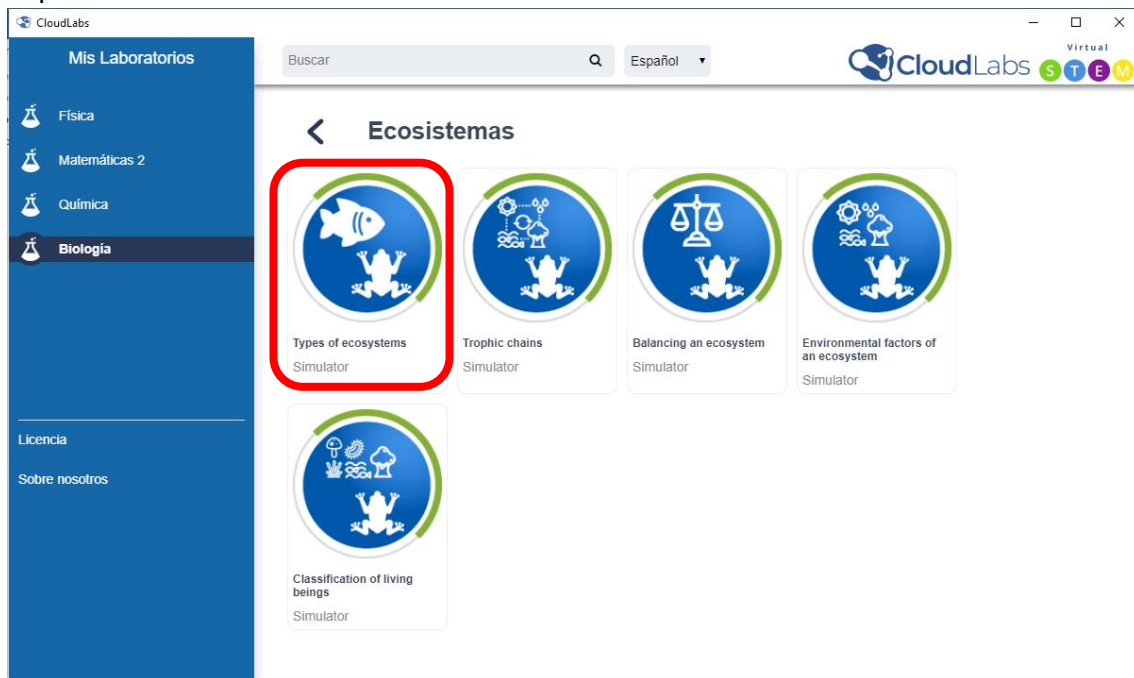 CloudLabs
Mis Laboratorios
Buscar
Español
CloudLabs
Virtual
STEM
Física
Matemáticas 2
Química
Biología
Licencia
Sobre nosotros
Ecosistemas
Types of ecosystems
Simulator
Trophic chains
Simulator
Balancing an ecosystem
Simulator
Environmental factors of
an ecosystem
Simulator
Classification of living
beings
Simulator